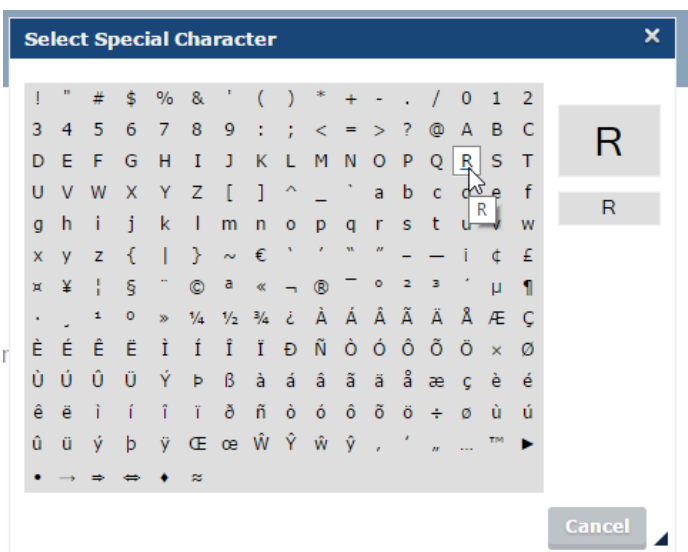 Select Special Character ×
! " # $ % & ' ( ) * + - . / 0 1 2
3 4 5 6 7 8 9 : ; < = > ? @ A B C
D E F G H I J K L M N O P Q R S T
R
U V W X Y Z [ ] ^ _ ` a b c d e f
R
R
g h i j k l m n o p q r s t u v w
x y z { | } ~ € ‘ ’ “ ” – — ¡ ¢ £
¤ ¥ ¦ § ¨ © ª « ¬ ® ¯ ° ² ³ ´ µ ¶
· ¸ ¹ º » ¼ ½ ¾ ¿ À Á Â Ã Ä Å Æ Ç
È É Ê Ë Ì Í Î Ï Ð Ñ Ò Ó Ô Õ Ö × Ø
Ù Ú Û Ü Ý Þ ß à á â ã ä å æ ç è é
ê ë ì í î ï ð ñ ò ó ô õ ö ÷ ø ù ú
û ü ý þ ÿ Œ œ Ŵ Ŷ ŵ ŷ ‚ ‛ „ … ™ ►
• → ⇒ ⇔ ♦ ≈
Cancel